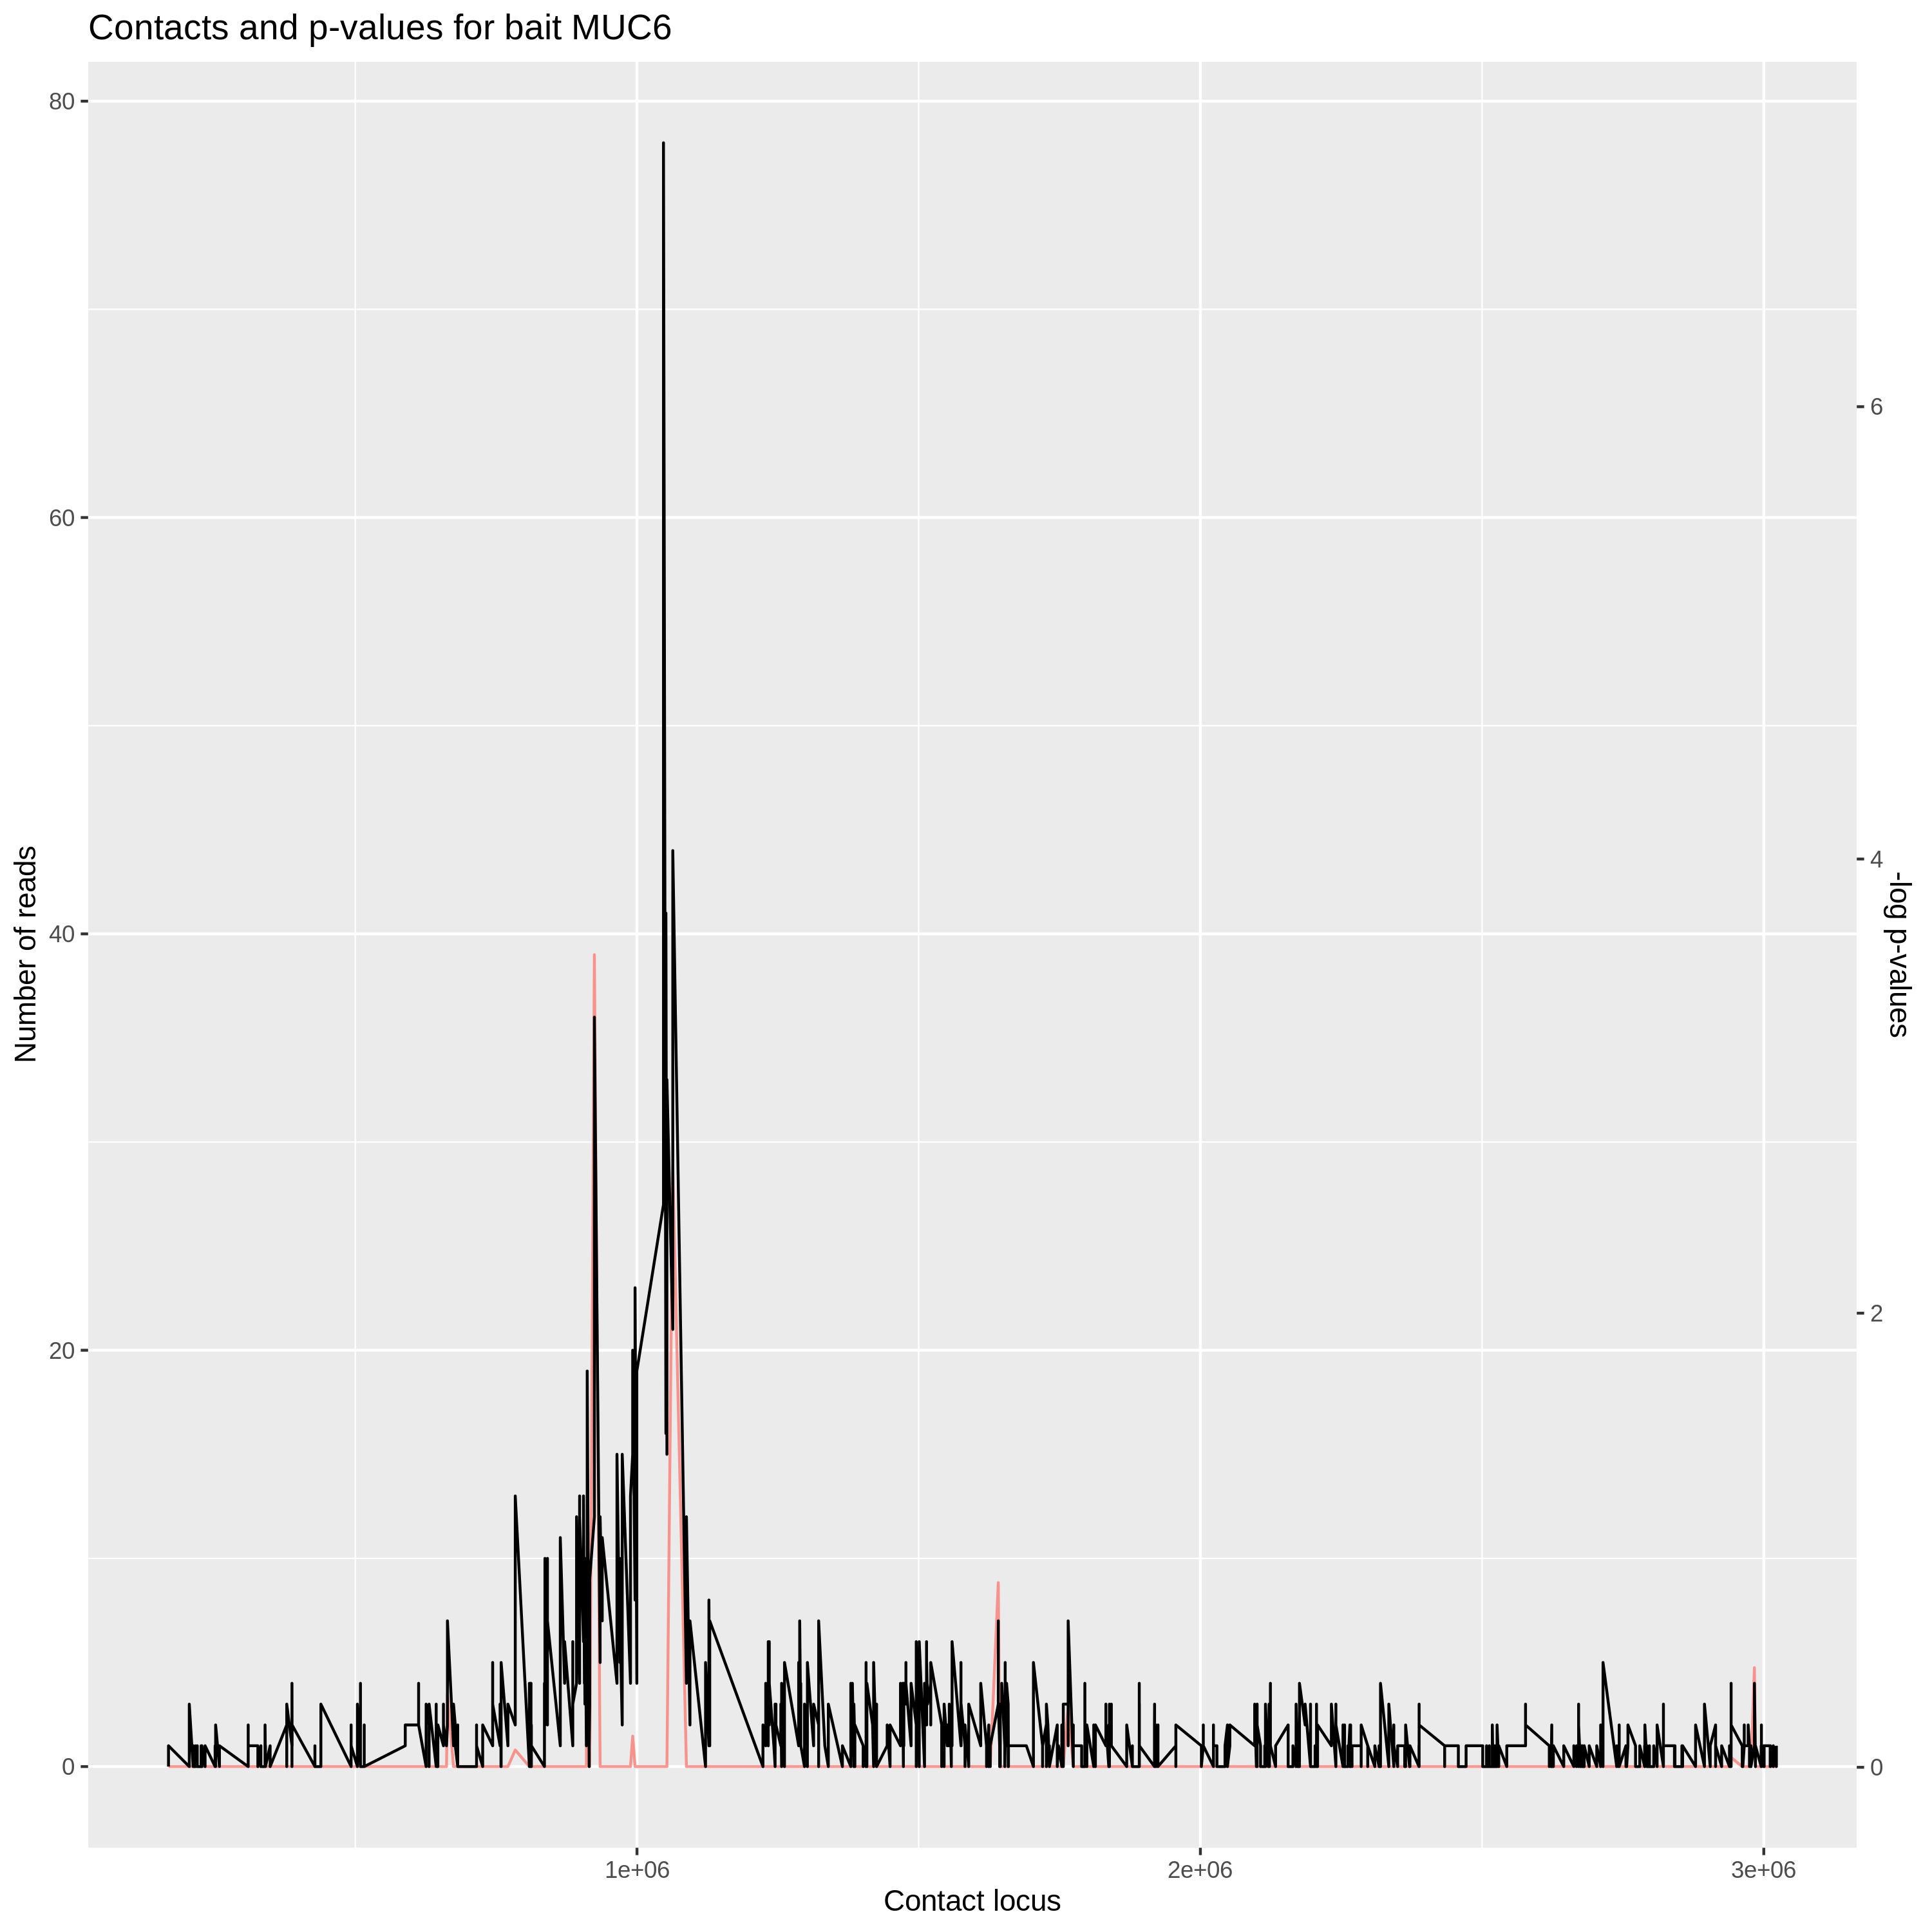 Contacts and p-values for bait MUC6
80
60
40
20
0
Number of reads
6
4
2
0
-log p-values
1e+06
2e+06
3e+06
Contact locus